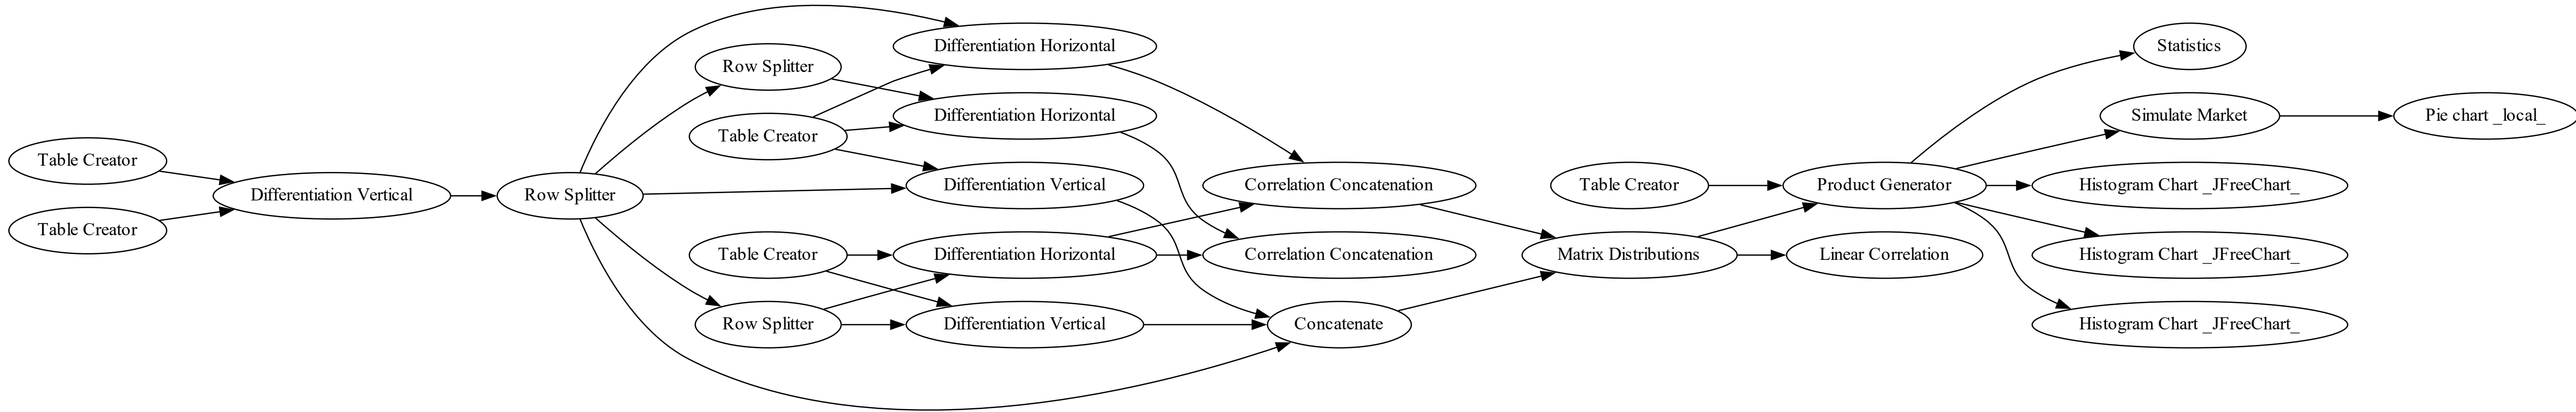 Table Creator
Table Creator
Differentiation Vertical
Row Splitter
Row Splitter
Table Creator
Table Creator
Row Splitter
Differentiation Horizontal
Differentiation Horizontal
Differentiation Vertical
Differentiation Horizontal
Differentiation Vertical
Correlation Concatenation
Correlation Concatenation
Concatenate
Table Creator
Matrix Distributions
Product Generator
Linear Correlation
Statistics
Simulate Market
Histogram Chart _JFreeChart_
Histogram Chart _JFreeChart_
Histogram Chart _JFreeChart_
Pie chart _local_